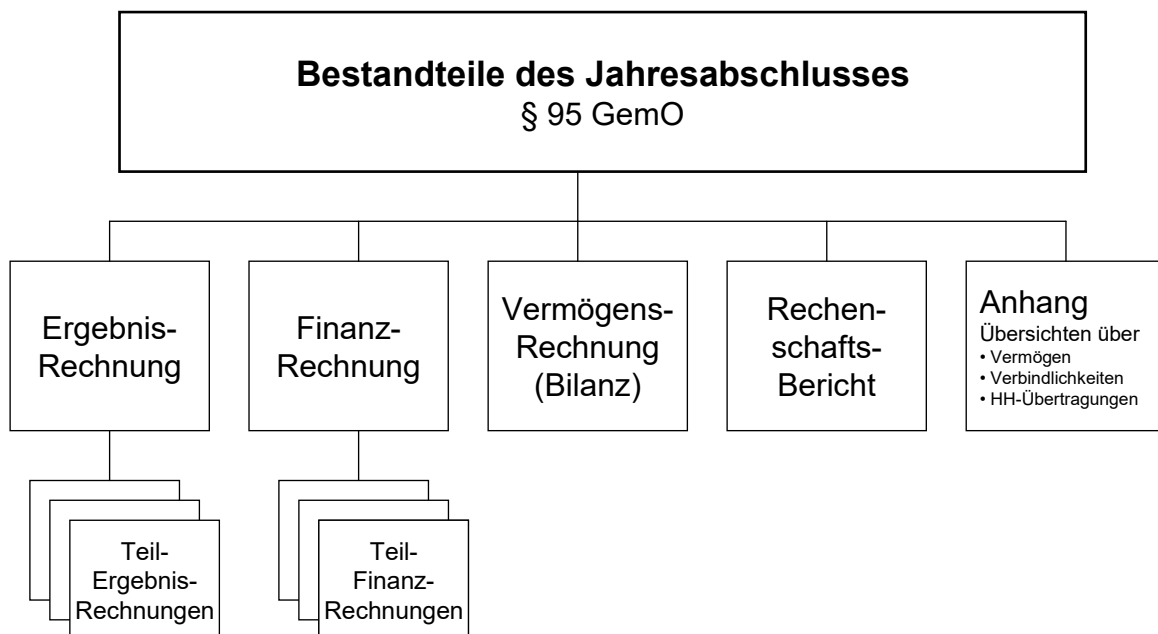 Bestandteile des Jahresabschlusses
§ 95 GemO
Ergebnis-
Rechnung
Finanz-
Rechnung
Vermögens-
Rechnung
(Bilanz)
Rechen-
schafts-
Bericht
Anhang
Übersichten über
• Vermögen
• Verbindlichkeiten
• HH-Übertragungen
Teil-
Ergebnis-
Rechnungen
Teil-
Finanz-
Rechnungen